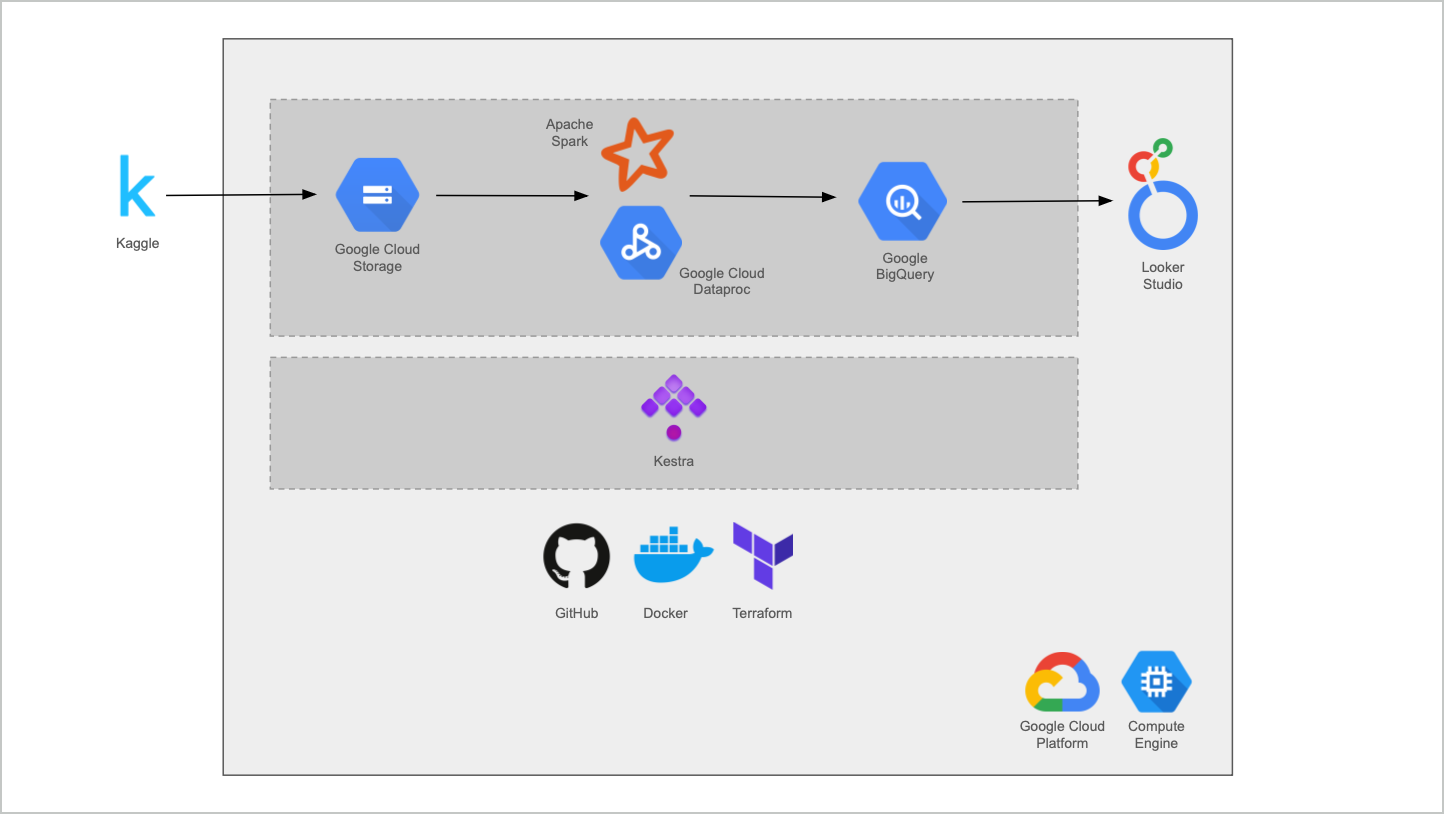 Apache
Spark
Kaggle
Google Cloud
Storage
Google Cloud
Dataproc
Google
BigQuery
Looker
Studio
Kestra
GitHub
Docker
Terraform
Google Cloud
Platform
Compute
Engine